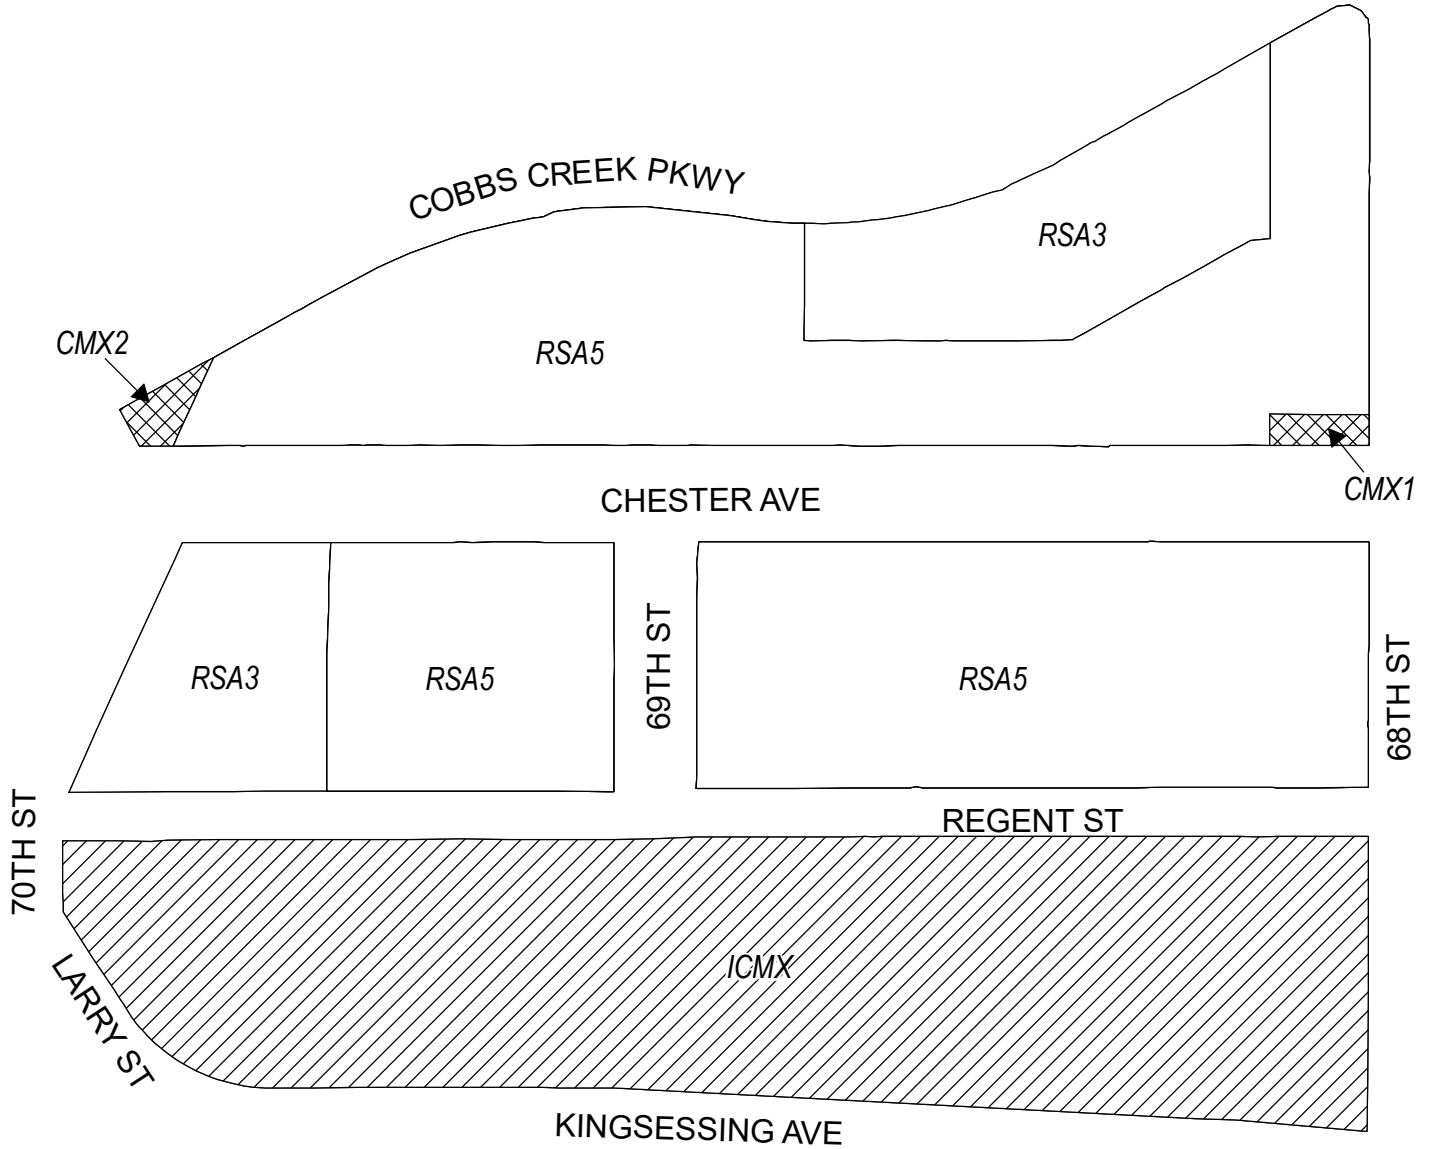 COBBS CREEK PKWY
RSA3
CMX2
RSA5
CMX1
CHESTER AVE
RSA3
RSA5
69TH ST
RSA5
68TH ST
REGENT ST
70TH ST
ICMX
LARRY ST
KINGSESSING AVE